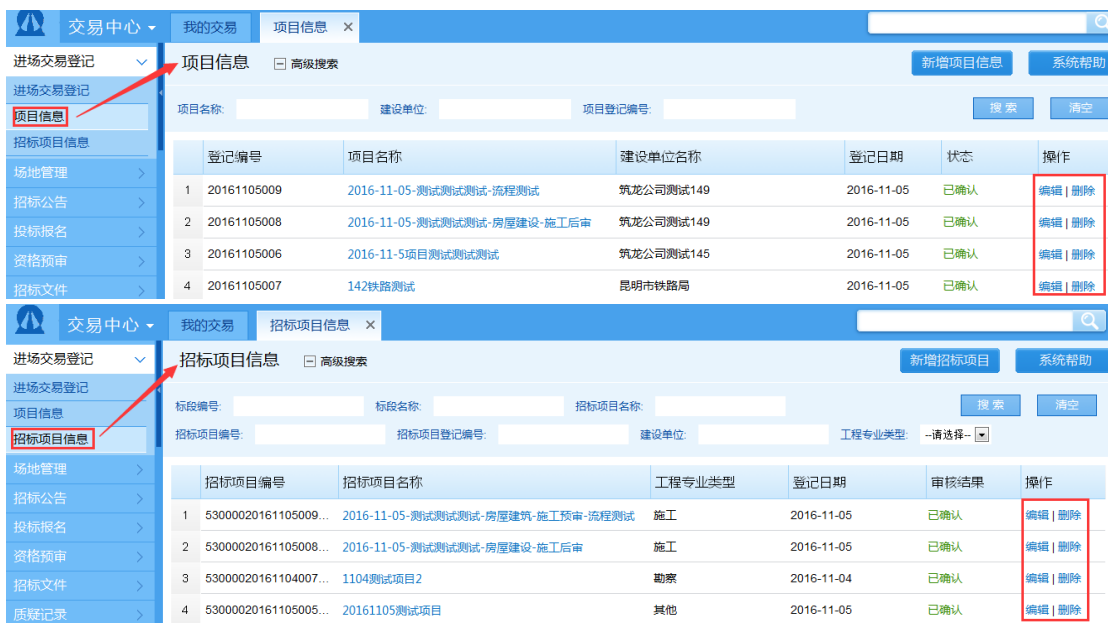 交易中心 我的交易 项目信息 ×
进场交易登记
进场交易登记
项目信息
招标项目信息
场地管理
招标公告
投标报名
资格预审
招标文件
项目信息 高级搜索 新增项目信息 系统帮助
项目名称: 建设单位: 项目登记编号: 搜索 清空
登记编号 项目名称 建设单位名称 登记日期 状态 操作
1 20161105009 2016-11-05-测试测试测试-流程测试 筑龙公司测试149 2016-11-05 已确认 编辑 | 删除
2 20161105008 2016-11-05-测试测试测试-房屋建设-施工后审 筑龙公司测试149 2016-11-05 已确认 编辑 | 删除
3 20161105006 2016-11-5项目测试测试测试 筑龙公司测试145 2016-11-05 已确认 编辑 | 删除
4 20161105007 142铁路测试 昆明市铁路局 2016-11-05 已确认 编辑 | 删除
交易中心 我的交易 招标项目信息 ×
进场交易登记
进场交易登记
项目信息
招标项目信息
场地管理
招标公告
投标报名
资格预审
招标文件
质疑记录
招标项目信息 高级搜索 新增招标项目 系统帮助
标段编号: 标段名称: 招标项目名称: 搜索 清空
招标项目编号: 招标项目登记编号: 建设单位: 工程专业类型: --请选择--
招标项目编号 招标项目名称 工程专业类型 登记日期 审核结果 操作
1 53000020161105009... 2016-11-05-测试测试测试-房屋建筑-施工预审-流程测试 施工 2016-11-05 已确认 编辑 | 删除
2 53000020161105008... 2016-11-05-测试测试测试-房屋建设-施工后审 施工 2016-11-05 已确认 编辑 | 删除
3 53000020161104007... 1104测试项目2 勘察 2016-11-04 已确认 编辑 | 删除
4 53000020161105005... 20161105测试项目 其他 2016-11-05 已确认 编辑 | 删除